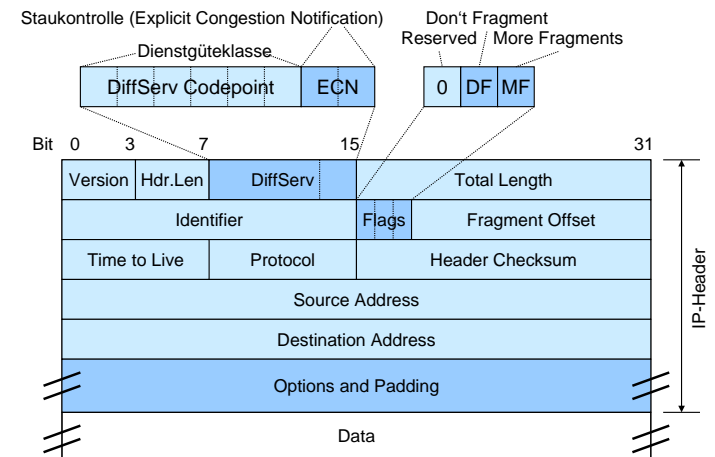 Staukontrolle (Explicit Congestion Notification)
Don't Fragment
Reserved
More Fragments
Dienstgüteklasse
DiffServ Codepoint
ECN
0 DF MF
Bit 0 3 7 15 31
Version Hdr.Len DiffServ Total Length
Identifier Flags Fragment Offset
Time to Live Protocol Header Checksum
Source Address
Destination Address
Options and Padding
Data
IP-Header